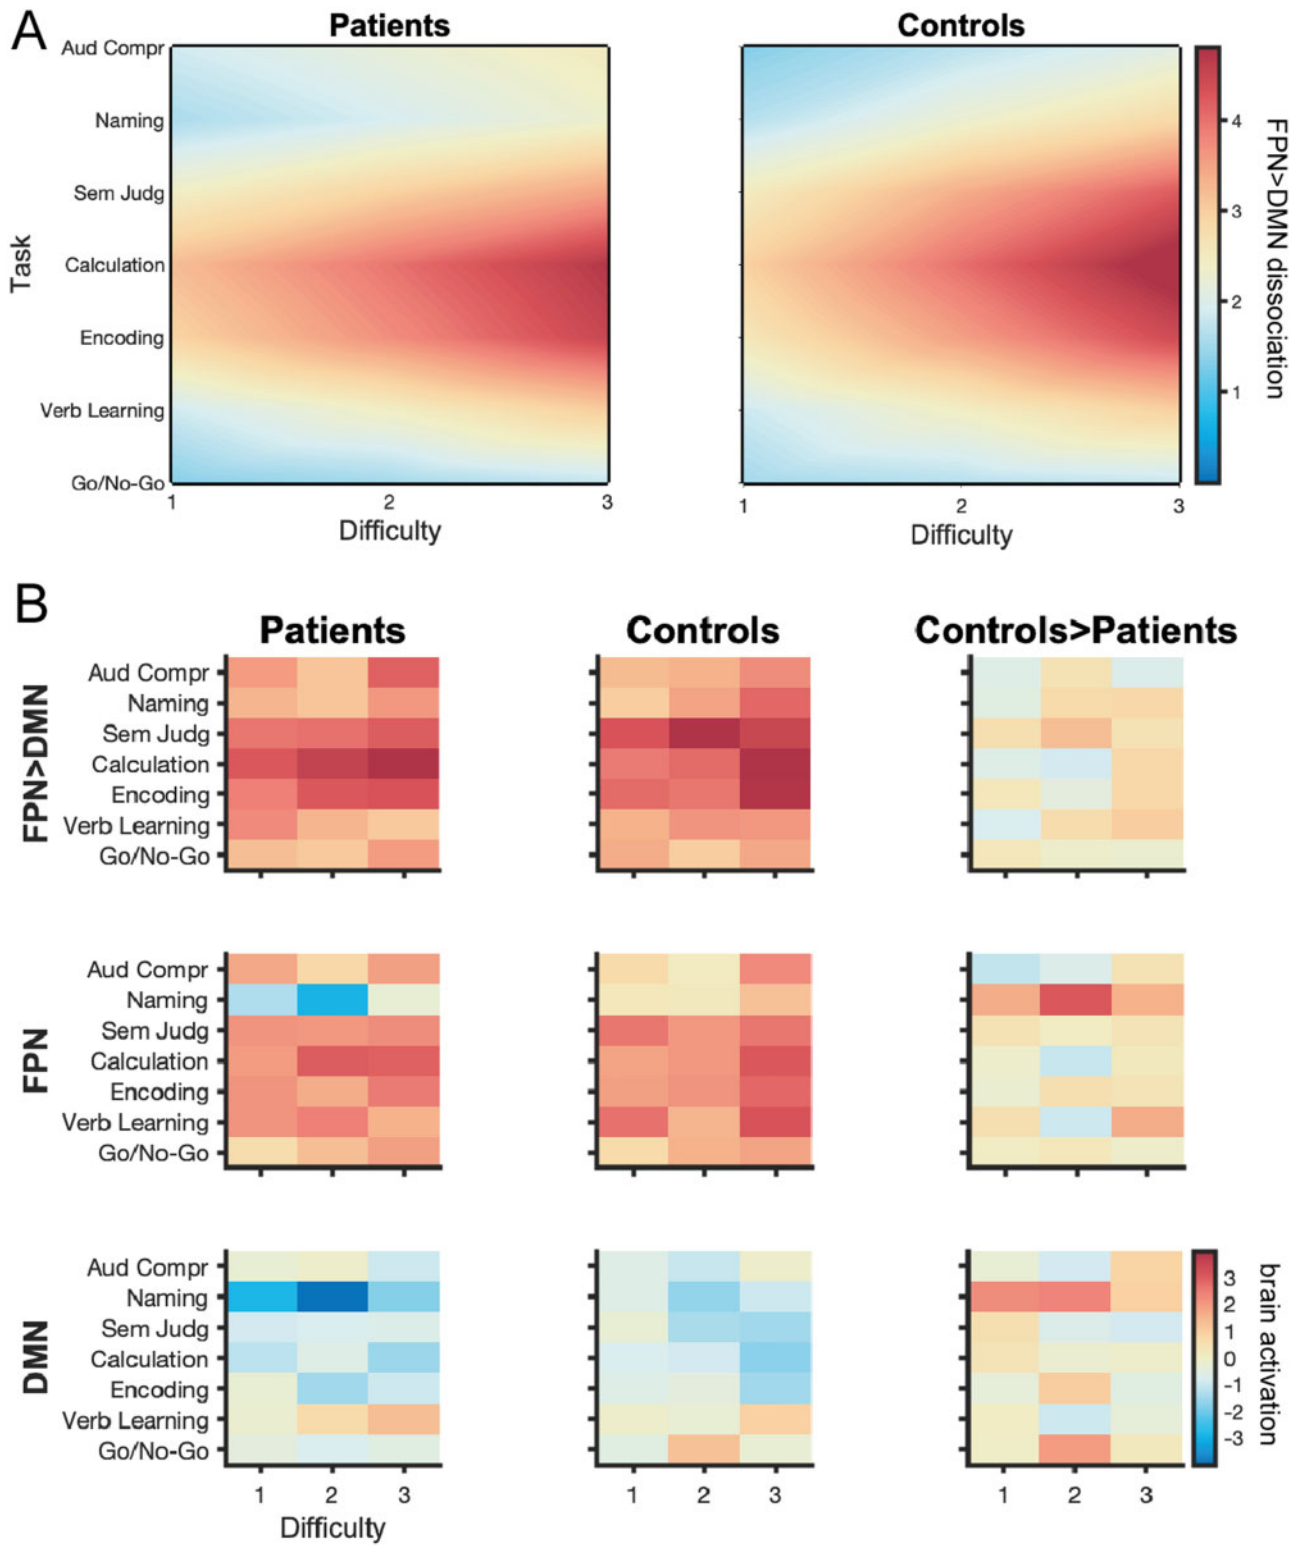 A
Patients
Controls
Aud Compr
Naming
Sem Judg
Calculation
Encoding
Verb Learning
Go/No-Go
Task
1
2
3
Difficulty
1
2
3
Difficulty
4
3
2
1
FPN>DMN dissociation
B
Patients
Controls
Controls>Patients
FPN>DMN
Aud Compr
Naming
Sem Judg
Calculation
Encoding
Verb Learning
Go/No-Go
FPN
Aud Compr
Naming
Sem Judg
Calculation
Encoding
Verb Learning
Go/No-Go
DMN
Aud Compr
Naming
Sem Judg
Calculation
Encoding
Verb Learning
Go/No-Go
1 2 3
Difficulty
1 2 3
1 2 3
3
2
1
0
-1
-2
-3
brain activation